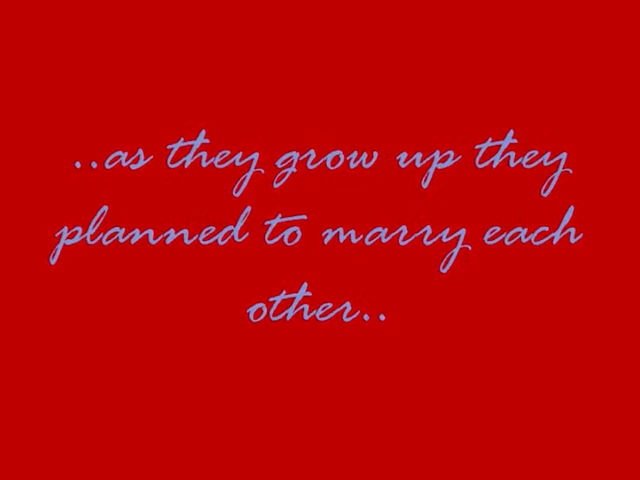 ..as they grow up they
planned to marry each
other..